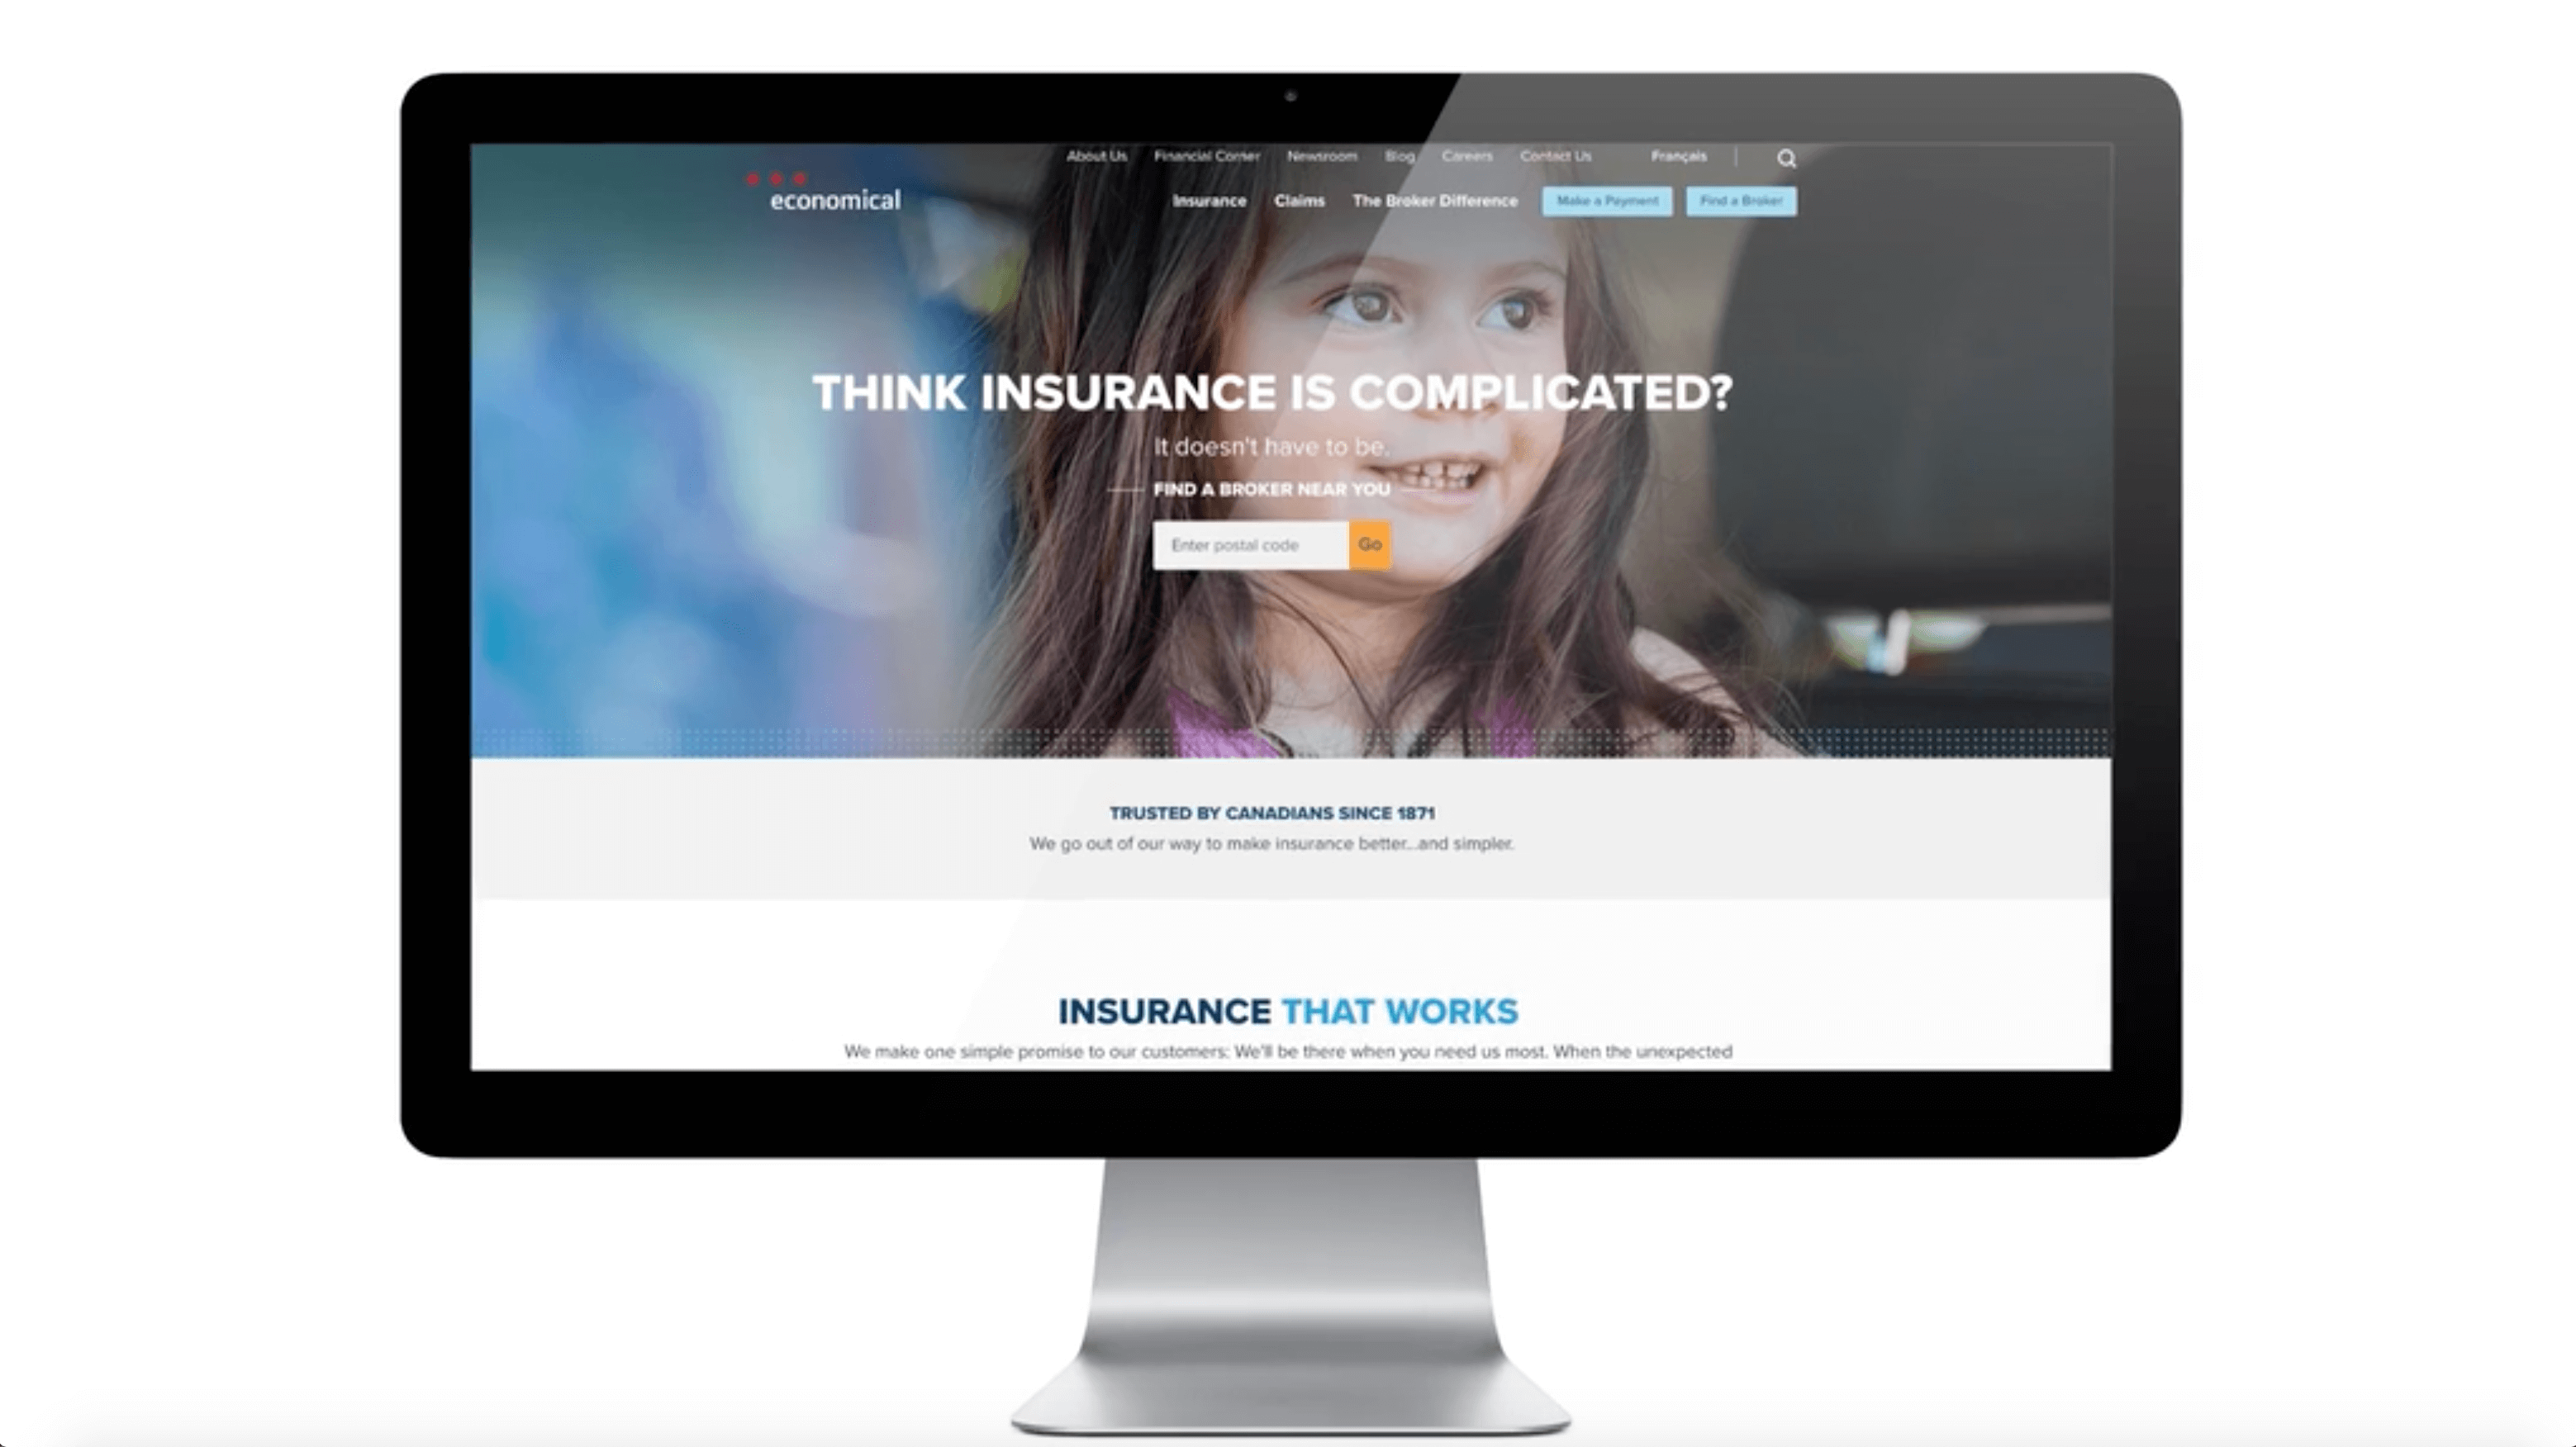 About Us Financial Corner Newsroom Blog Careers Contact Us Français
economical
Insurance Claims The Broker Difference Make a Payment Find a Broker
THINK INSURANCE IS COMPLICATED?
It doesn't have to be.
FIND A BROKER NEAR YOU
Enter postal code Go
TRUSTED BY CANADIANS SINCE 1871
We go out of our way to make insurance better...and simpler.
INSURANCE THAT WORKS
We make one simple promise to our customers: We'll be there when you need us most. When the unexpected